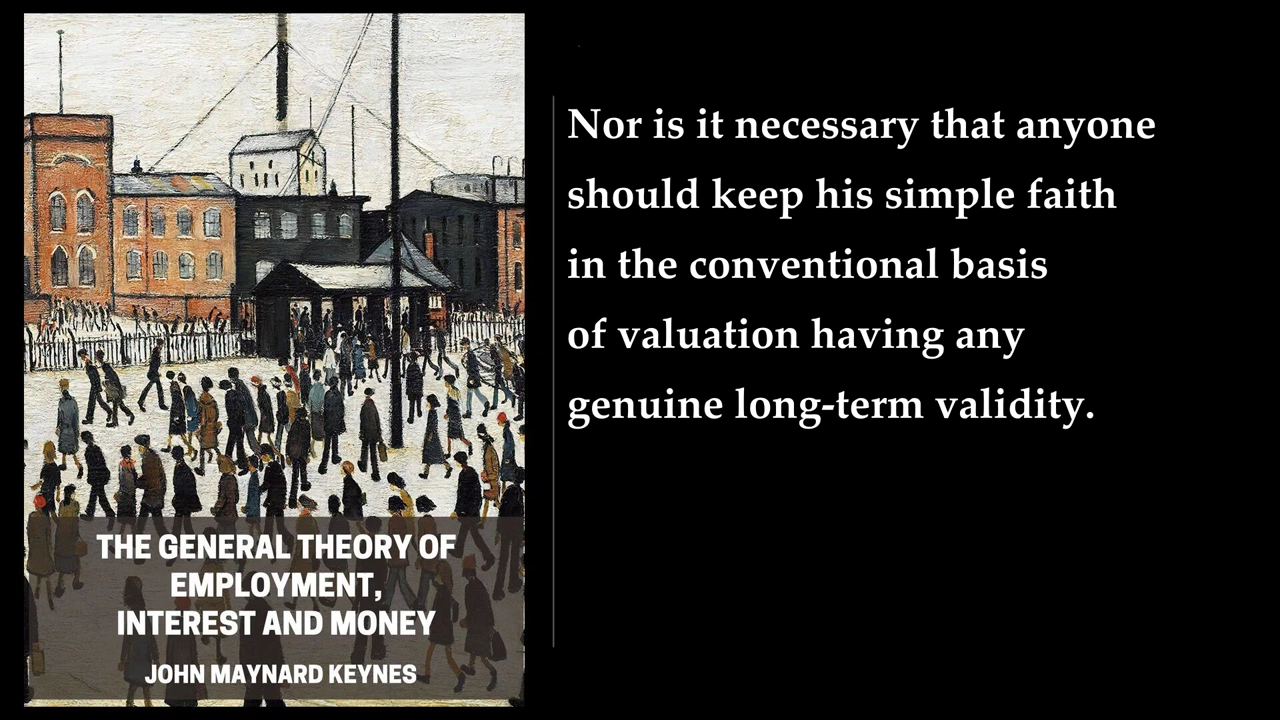 THE GENERAL THEORY OF
EMPLOYMENT,
INTEREST AND MONEY
JOHN MAYNARD KEYNES
Nor is it necessary that anyone
should keep his simple faith
in the conventional basis
of valuation having any
genuine long-term validity.